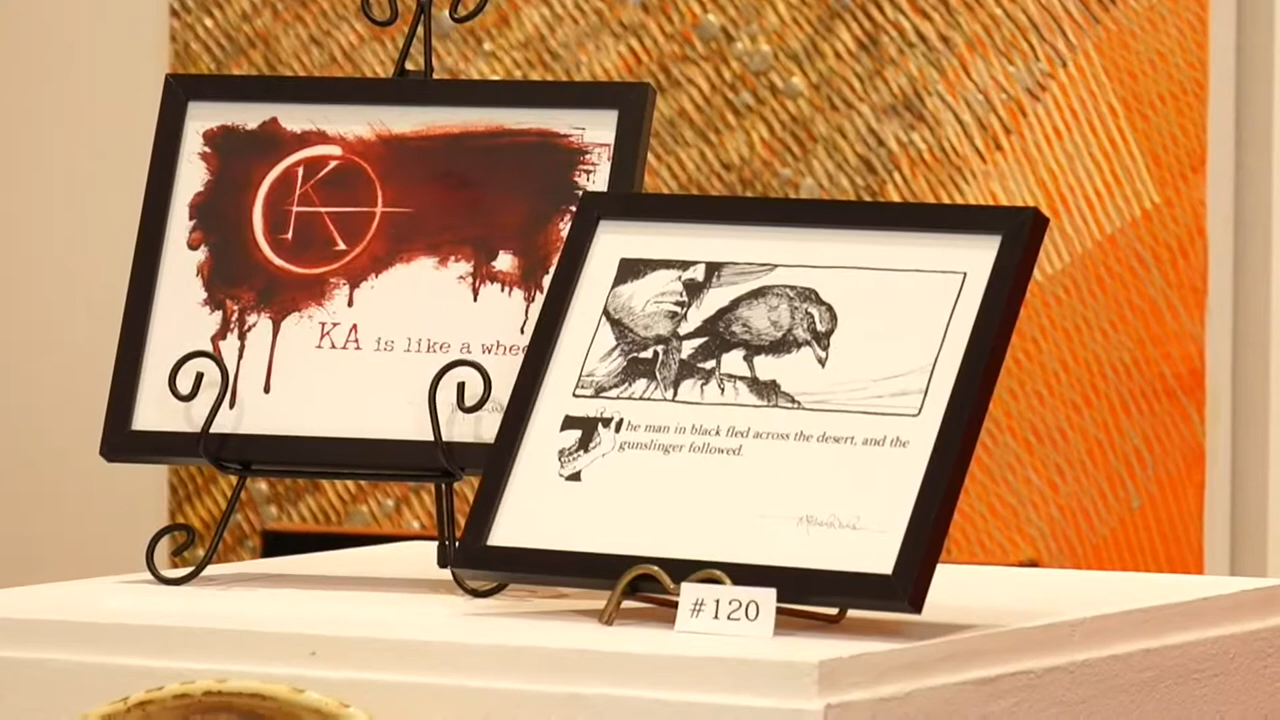 K
KA is like a whee
The man in black fled across the desert, and the
gunslinger followed.
#120